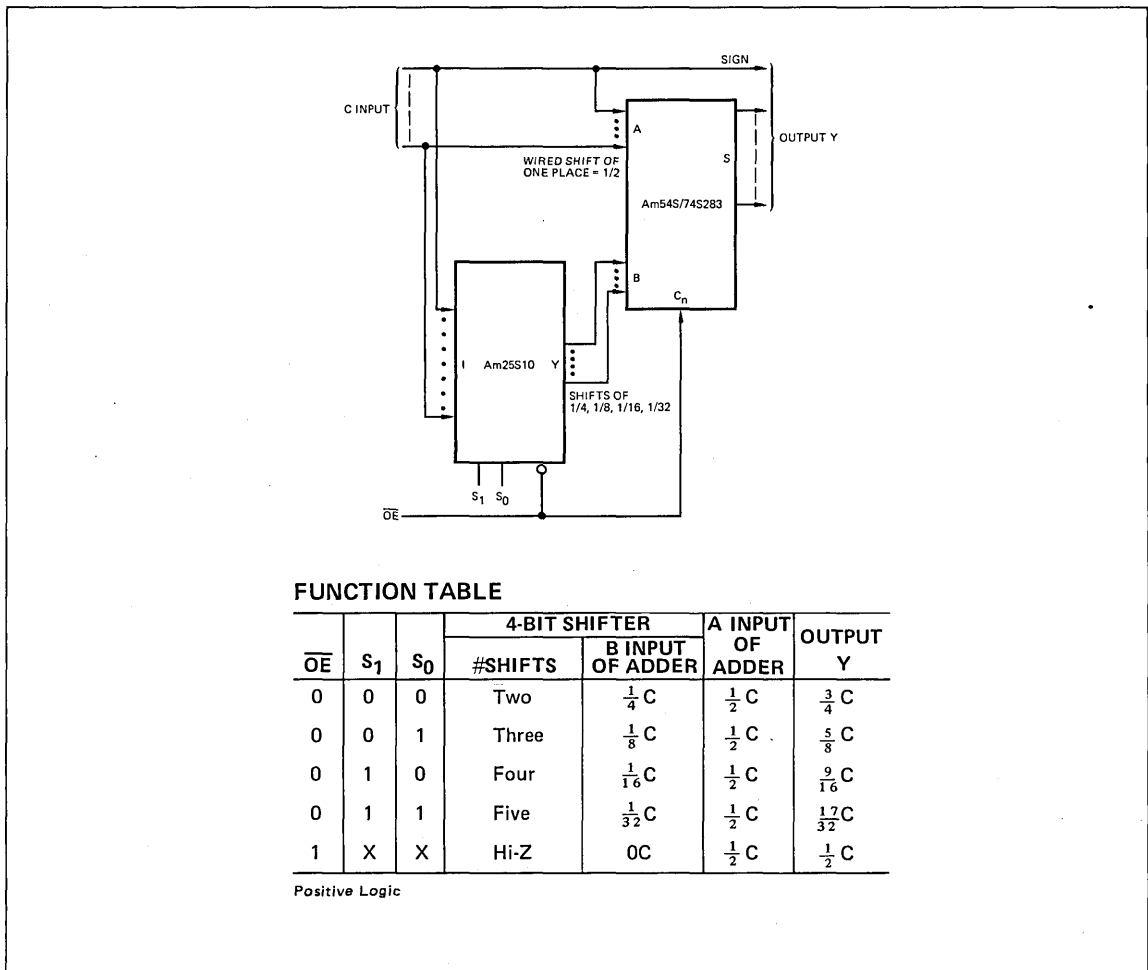 SIGN
C INPUT
A
OUTPUT Y
WIRED SHIFT OF
ONE PLACE = 1/2
S
Am54S/74S283
B
Cn
I Am25S10 Y
SHIFTS OF
1/4, 1/8, 1/16, 1/32
S1 S0
OE
FUNCTION TABLE
4-BIT SHIFTER A INPUT OF ADDER OUTPUT Y
OE S1 S0 #SHIFTS B INPUT OF ADDER
0 0 0 Two 1/4 C 1/2 C 3/4 C
0 0 1 Three 1/8 C 1/2 C 5/8 C
0 1 0 Four 1/16 C 1/2 C 9/16 C
0 1 1 Five 1/32 C 1/2 C 17/32 C
1 X X Hi-Z 0C 1/2 C 1/2 C
Positive Logic